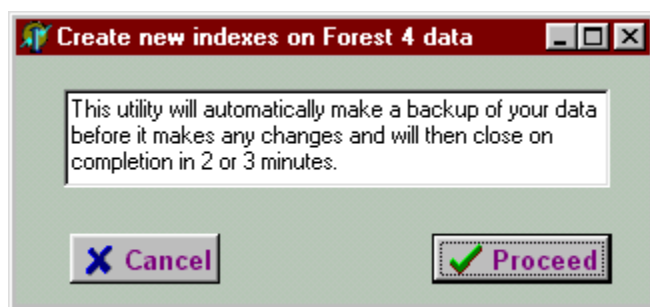 Create new indexes on Forest 4 data
This utility will automatically make a backup of your data
before it makes any changes and will then close on
completion in 2 or 3 minutes.
Cancel
Proceed